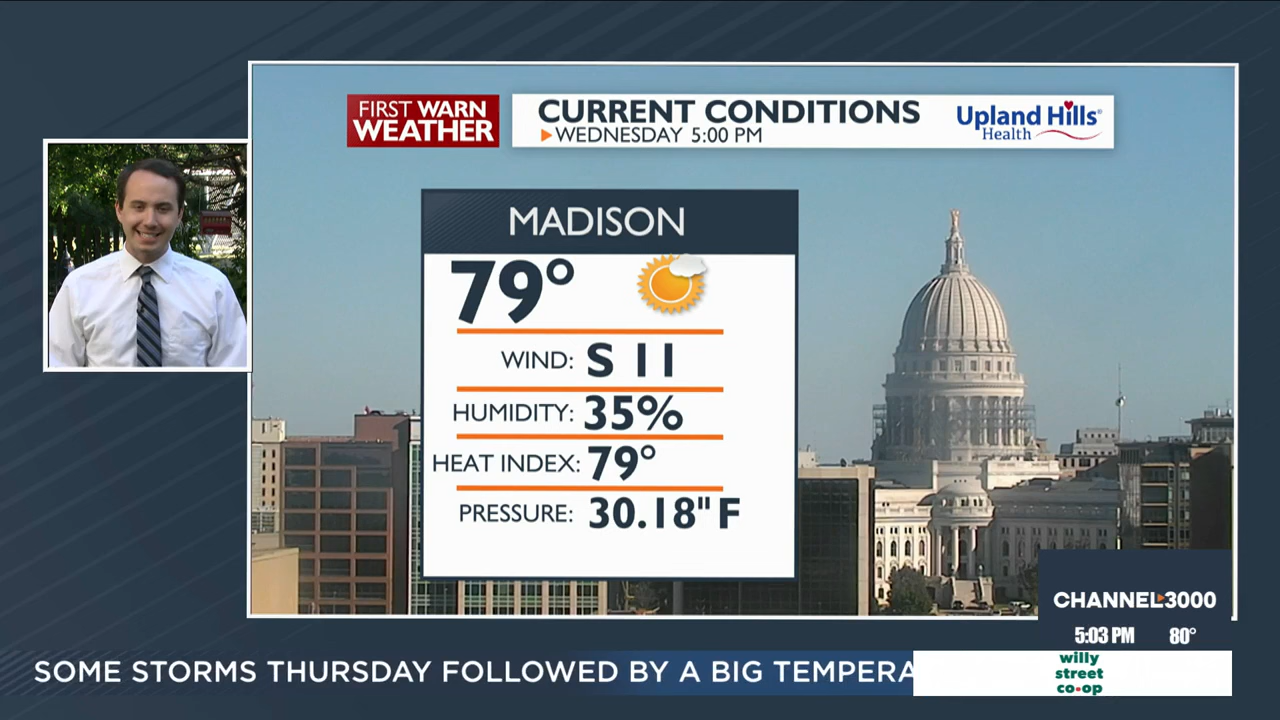 FIRST WARN
WEATHER
CURRENT CONDITIONS
WEDNESDAY 5:00 PM
Upland Hills®
Health
MADISON
79°
WIND: S 11
HUMIDITY: 35%
HEAT INDEX: 79°
PRESSURE: 30.18" F
CHANNEL3000
5:03 PM 80°
SOME STORMS THURSDAY FOLLOWED BY A BIG TEMPERA
willy
street
co-op